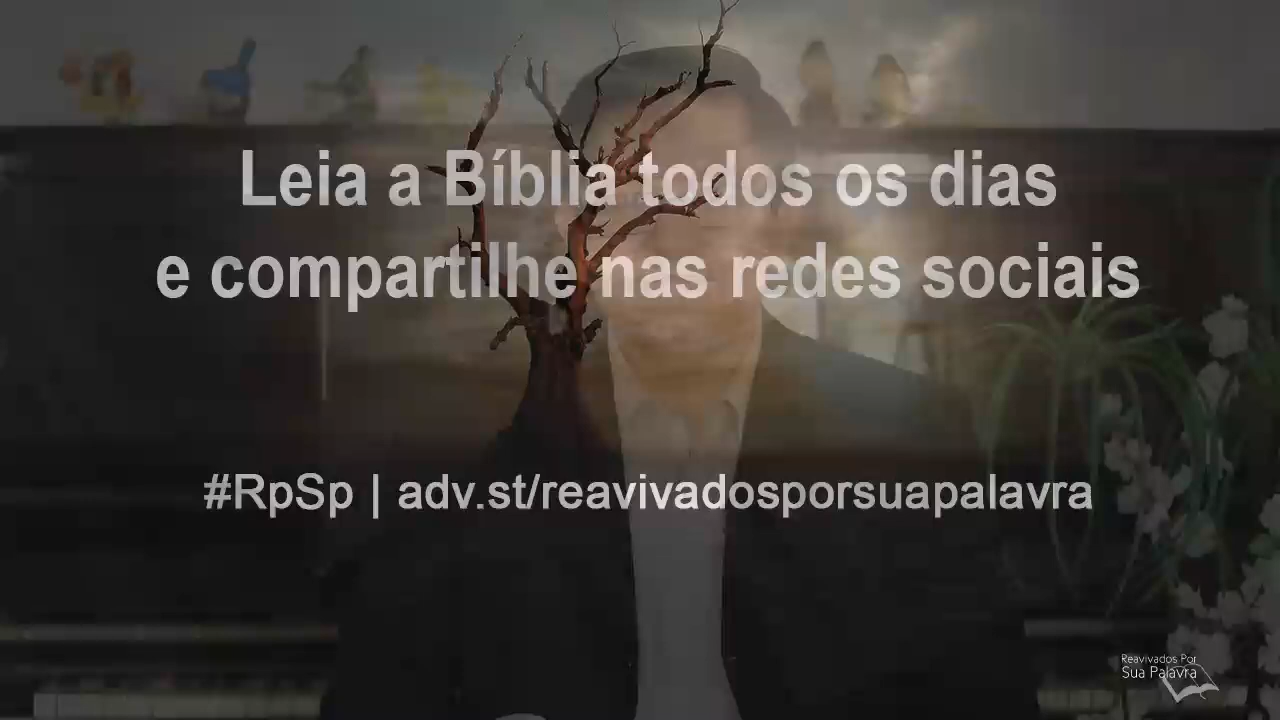 Leia a Bíblia todos os dias
e compartilhe nas redes sociais
#RpSp | adv.st/reavivadosporsuapalavra
Reavivados Por
Sua Palavra